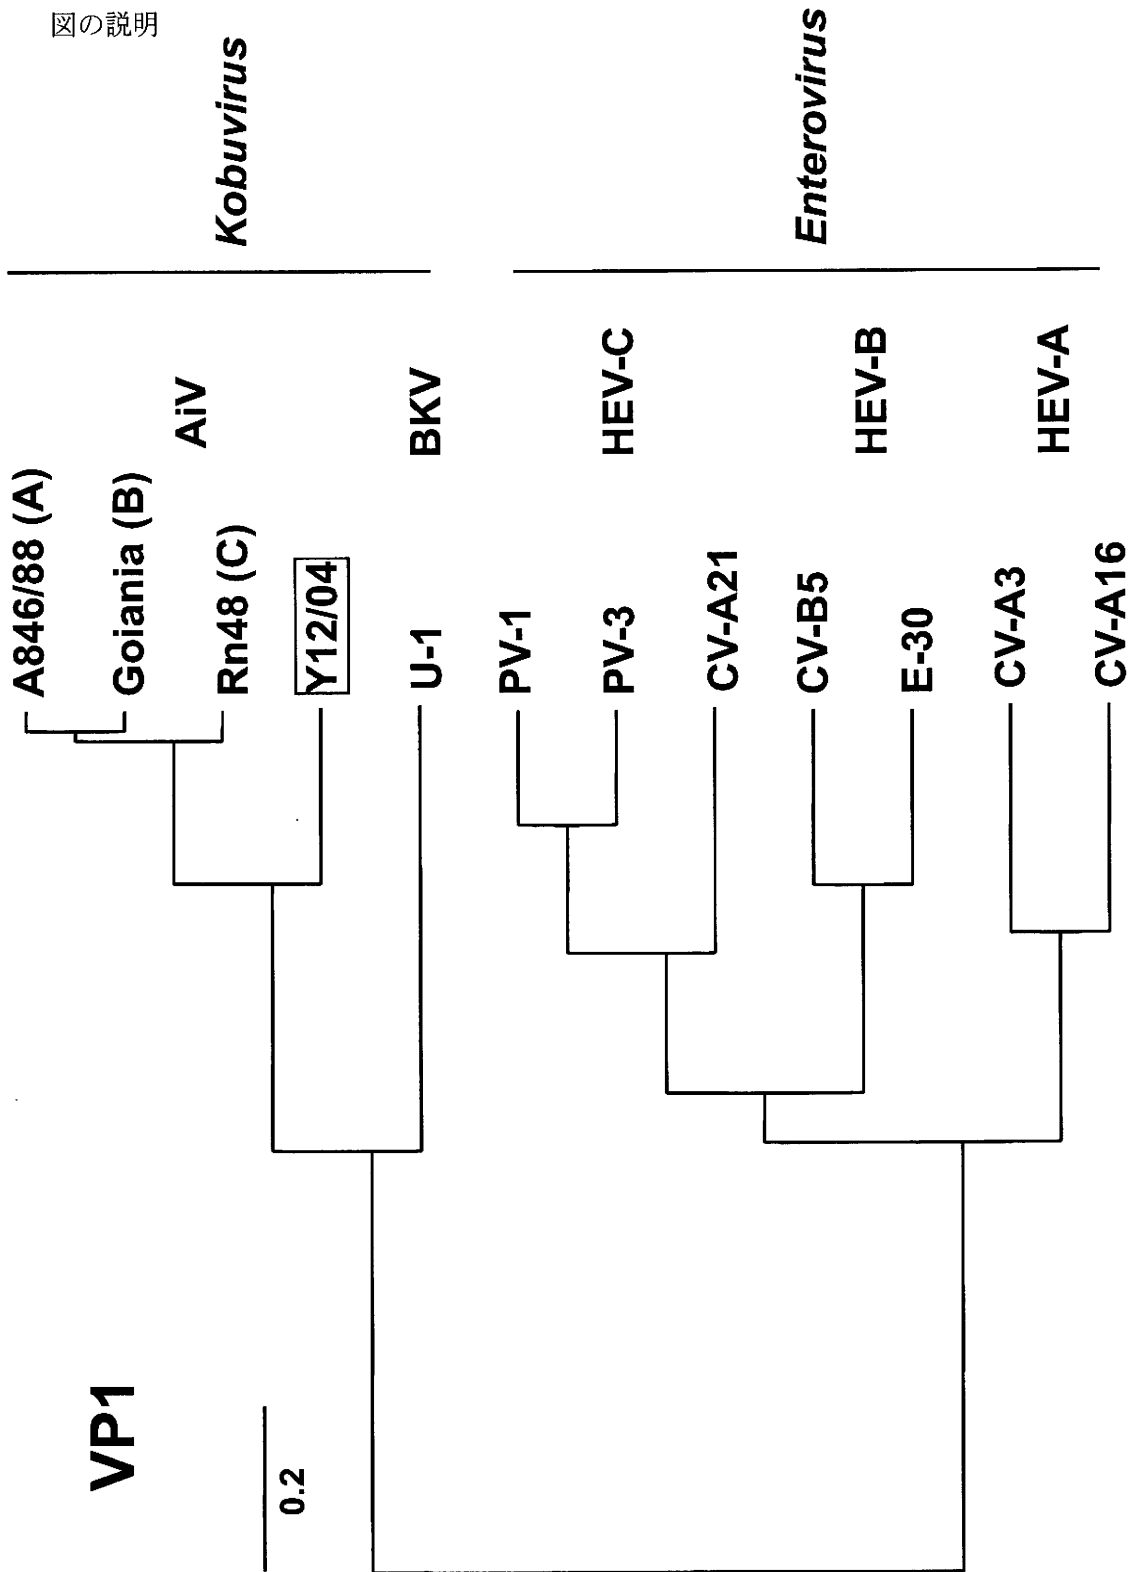 図の説明
VP1
0.2
A846/88 (A)
Goiania (B)
Rn48 (C)
Y12/04
U-1
PV-1
PV-3
CV-A21
CV-B5
E-30
CV-A3
CV-A16
AiV
BKV
HEV-C
HEV-B
HEV-A
Kobuvirus
Enterovirus